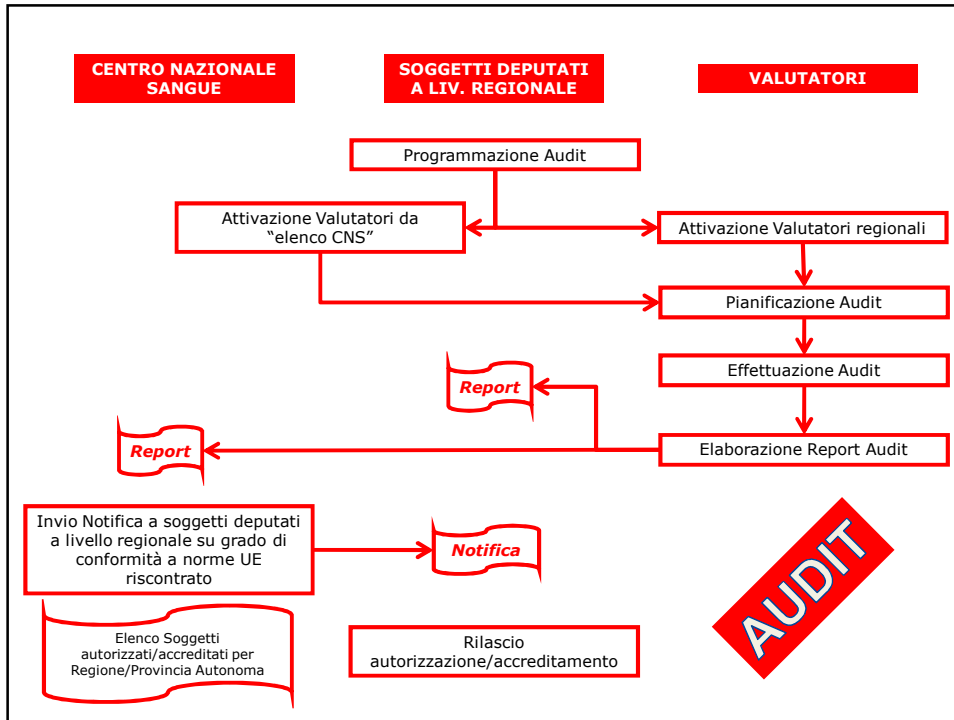 CENTRO NAZIONALE
SANGUE
SOGGETTI DEPUTATI
A LIV. REGIONALE
VALUTATORI
Programmazione Audit
Attivazione Valutatori da
“elenco CNS”
Attivazione Valutatori regionali
Pianificazione Audit
Effettuazione Audit
Report
Report
Elaborazione Report Audit
Invio Notifica a soggetti deputati
a livello regionale su grado di
conformità a norme UE
riscontrato
Notifica
AUDIT
Elenco Soggetti
autorizzati/accreditati per
Regione/Provincia Autonoma
Rilascio
autorizzazione/accreditamento